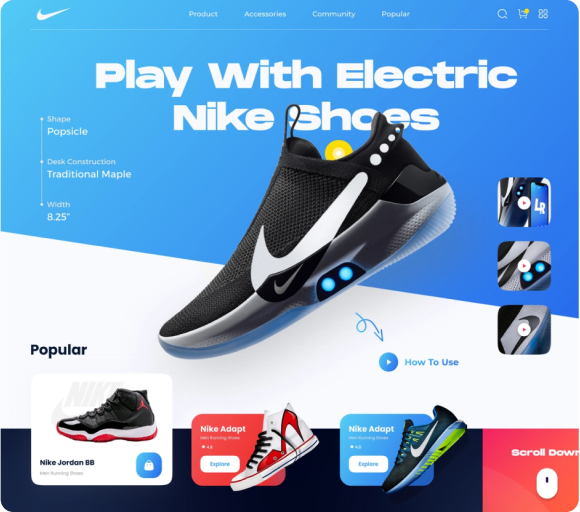 Product
Accessories
Community
Popular
Play With Electric
Nike Shoes
Shape
Popsicle
Desk Construction
Traditional Maple
Width
8.25"
LR
How To Use
Popular
NIKE
Nike Jordan BB
Men Running Shoes
Nike Adapt
Men Running Shoes
4.8
Explore
Nike Adapt
Men Running Shoes
4.8
Explore
Scroll Down